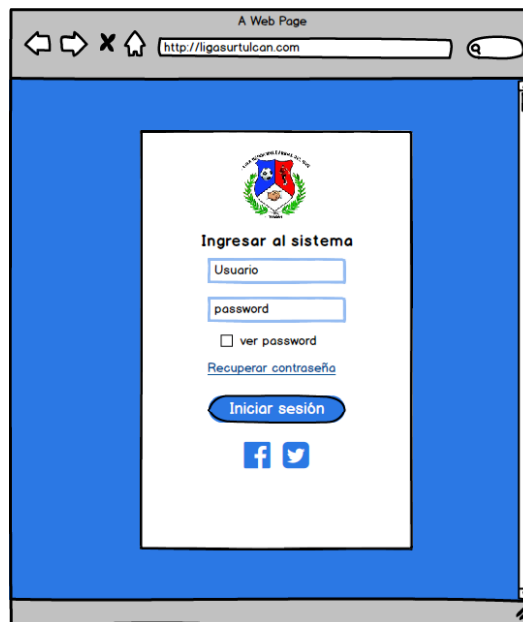 A Web Page
http://ligasurtulcan.com
Ingresar al sistema
Usuario
password
ver password
Recuperar contraseña
Iniciar sesión